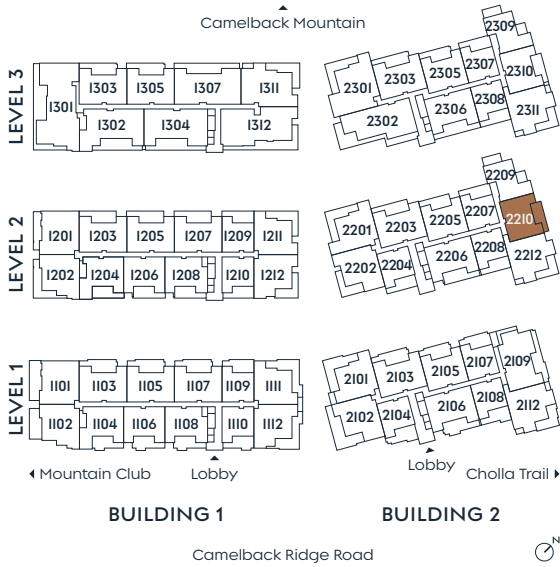 Camelback Mountain
LEVEL 3
1301 1303 1305 1307 1311
1302 1304 1312
2301 2303 2305 2307 2309 2310
2302 2306 2308 2311
LEVEL 2
1201 1203 1205 1207 1209 1211
1202 1204 1206 1208 1210 1212
2201 2203 2205 2207 2209 2210
2202 2204 2206 2208 2212
LEVEL 1
1101 1103 1105 1107 1109 1111
1102 1104 1106 1108 1110 1112
2101 2103 2105 2107 2109
2102 2104 2106 2108 2112
Mountain Club
Lobby
Lobby
Cholla Trail
BUILDING 1
BUILDING 2
Camelback Ridge Road
N